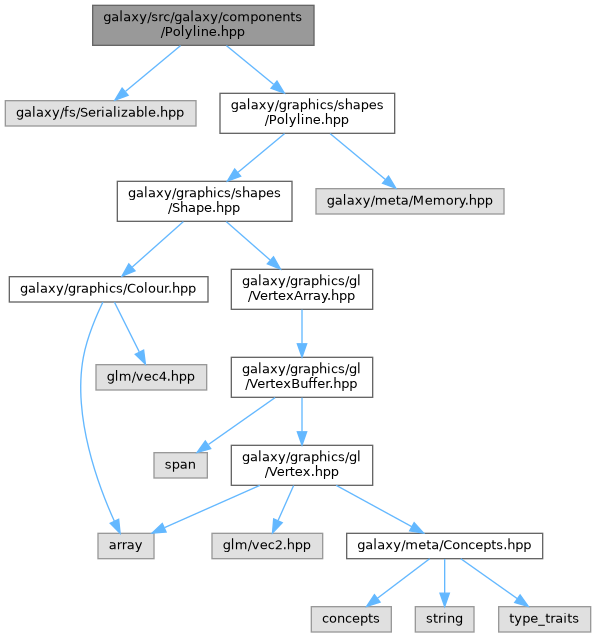 galaxy/src/galaxy/components
/Polyline.hpp
galaxy/fs/Serializable.hpp
galaxy/graphics/shapes
/Polyline.hpp
galaxy/graphics/shapes
/Shape.hpp
galaxy/meta/Memory.hpp
galaxy/graphics/Colour.hpp
galaxy/graphics/gl
/VertexArray.hpp
glm/vec4.hpp
galaxy/graphics/gl
/VertexBuffer.hpp
span
galaxy/graphics/gl
/Vertex.hpp
array
glm/vec2.hpp
galaxy/meta/Concepts.hpp
concepts
string
type_traits